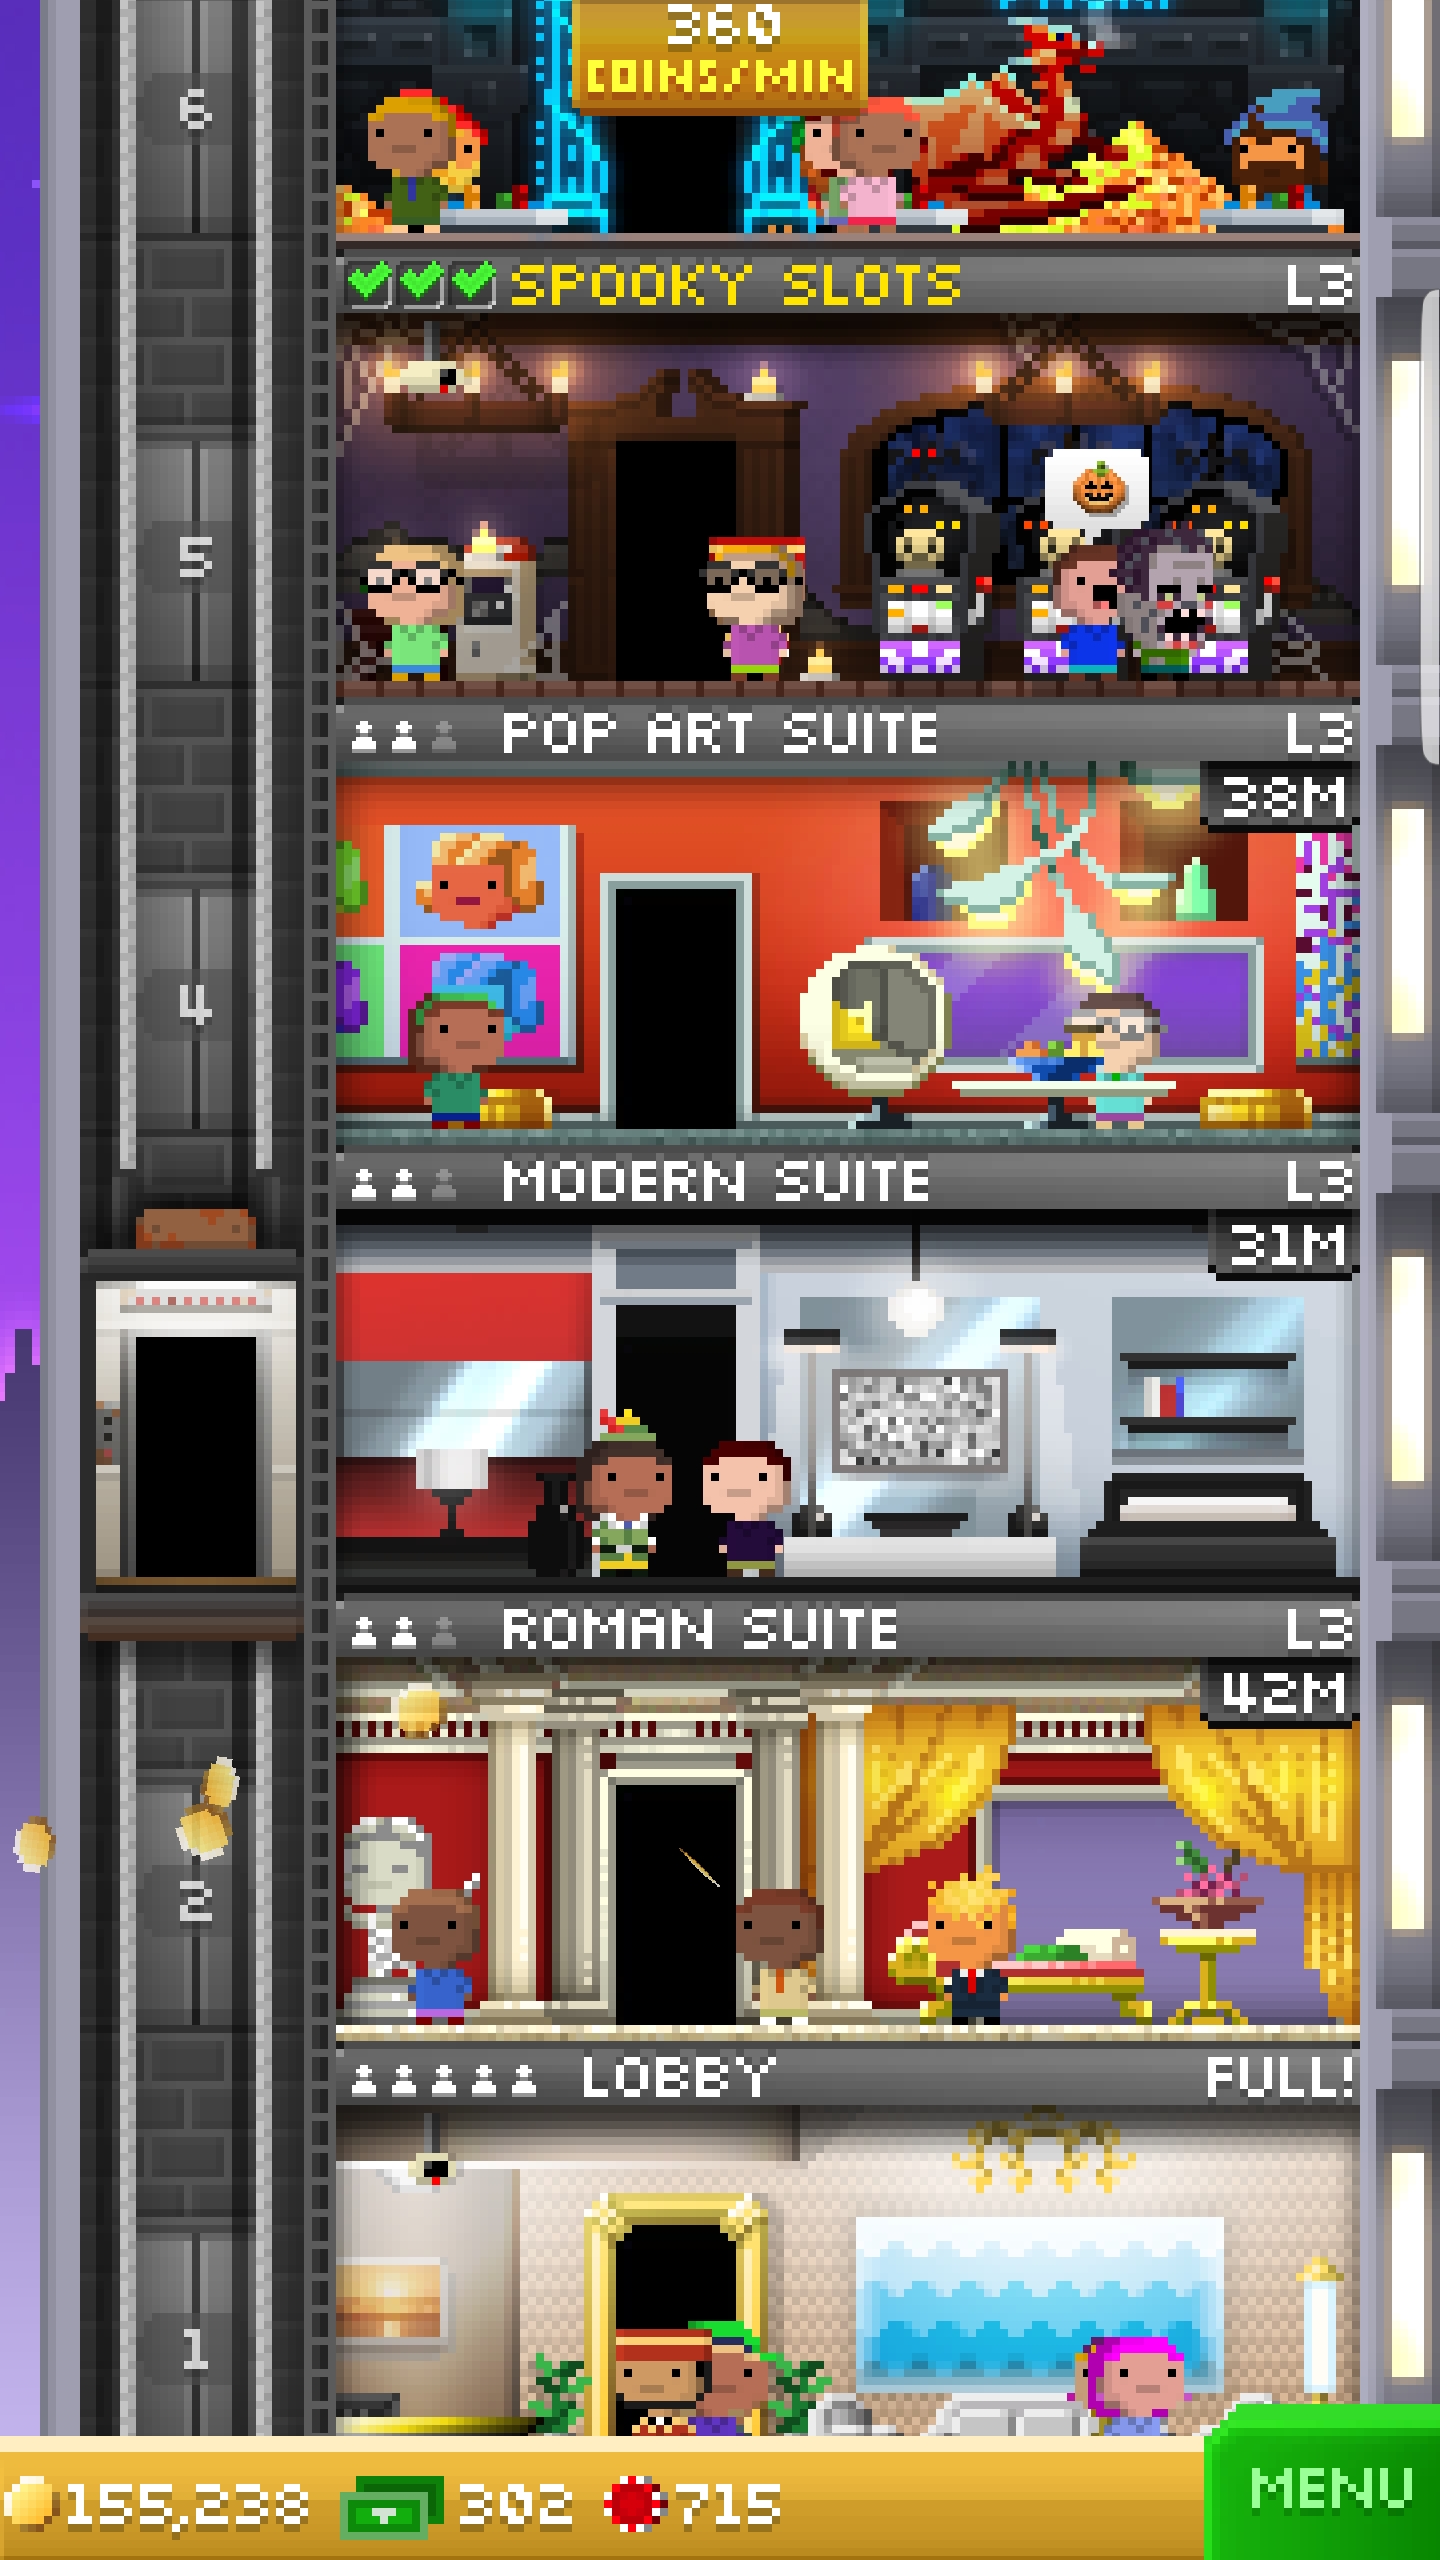 360
COINS/MIN
6
SPOOKY SLOTS L3
5
POP ART SUITE L3
38M
4
MODERN SUITE L3
31M
ROMAN SUITE L3
42M
2
LOBBY FULL!
1
155,238 302 715
MENU